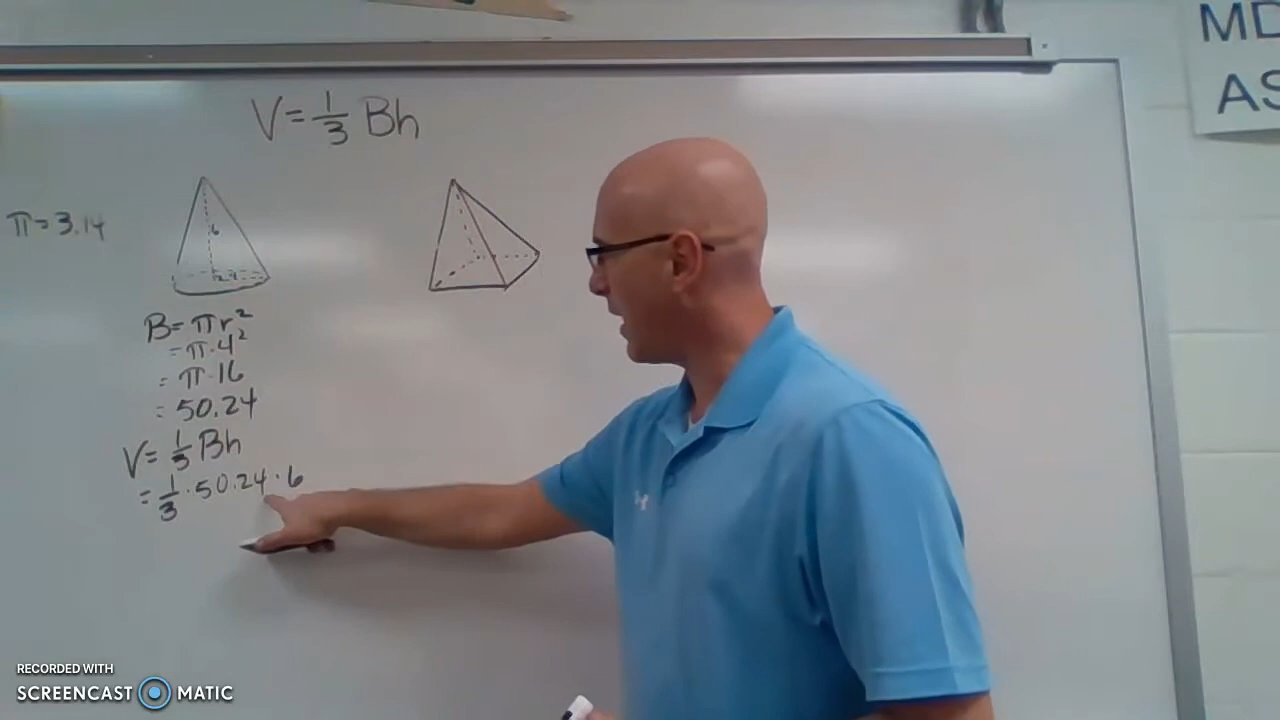 V = 1/3 Bh
MD
AS
π = 3.14
6
B = πr²
= π · 4²
= π · 16
= 50.24
V = 1/3 Bh
= 1/3 · 50.24 · 6
RECORDED WITH
SCREENCAST MATIC